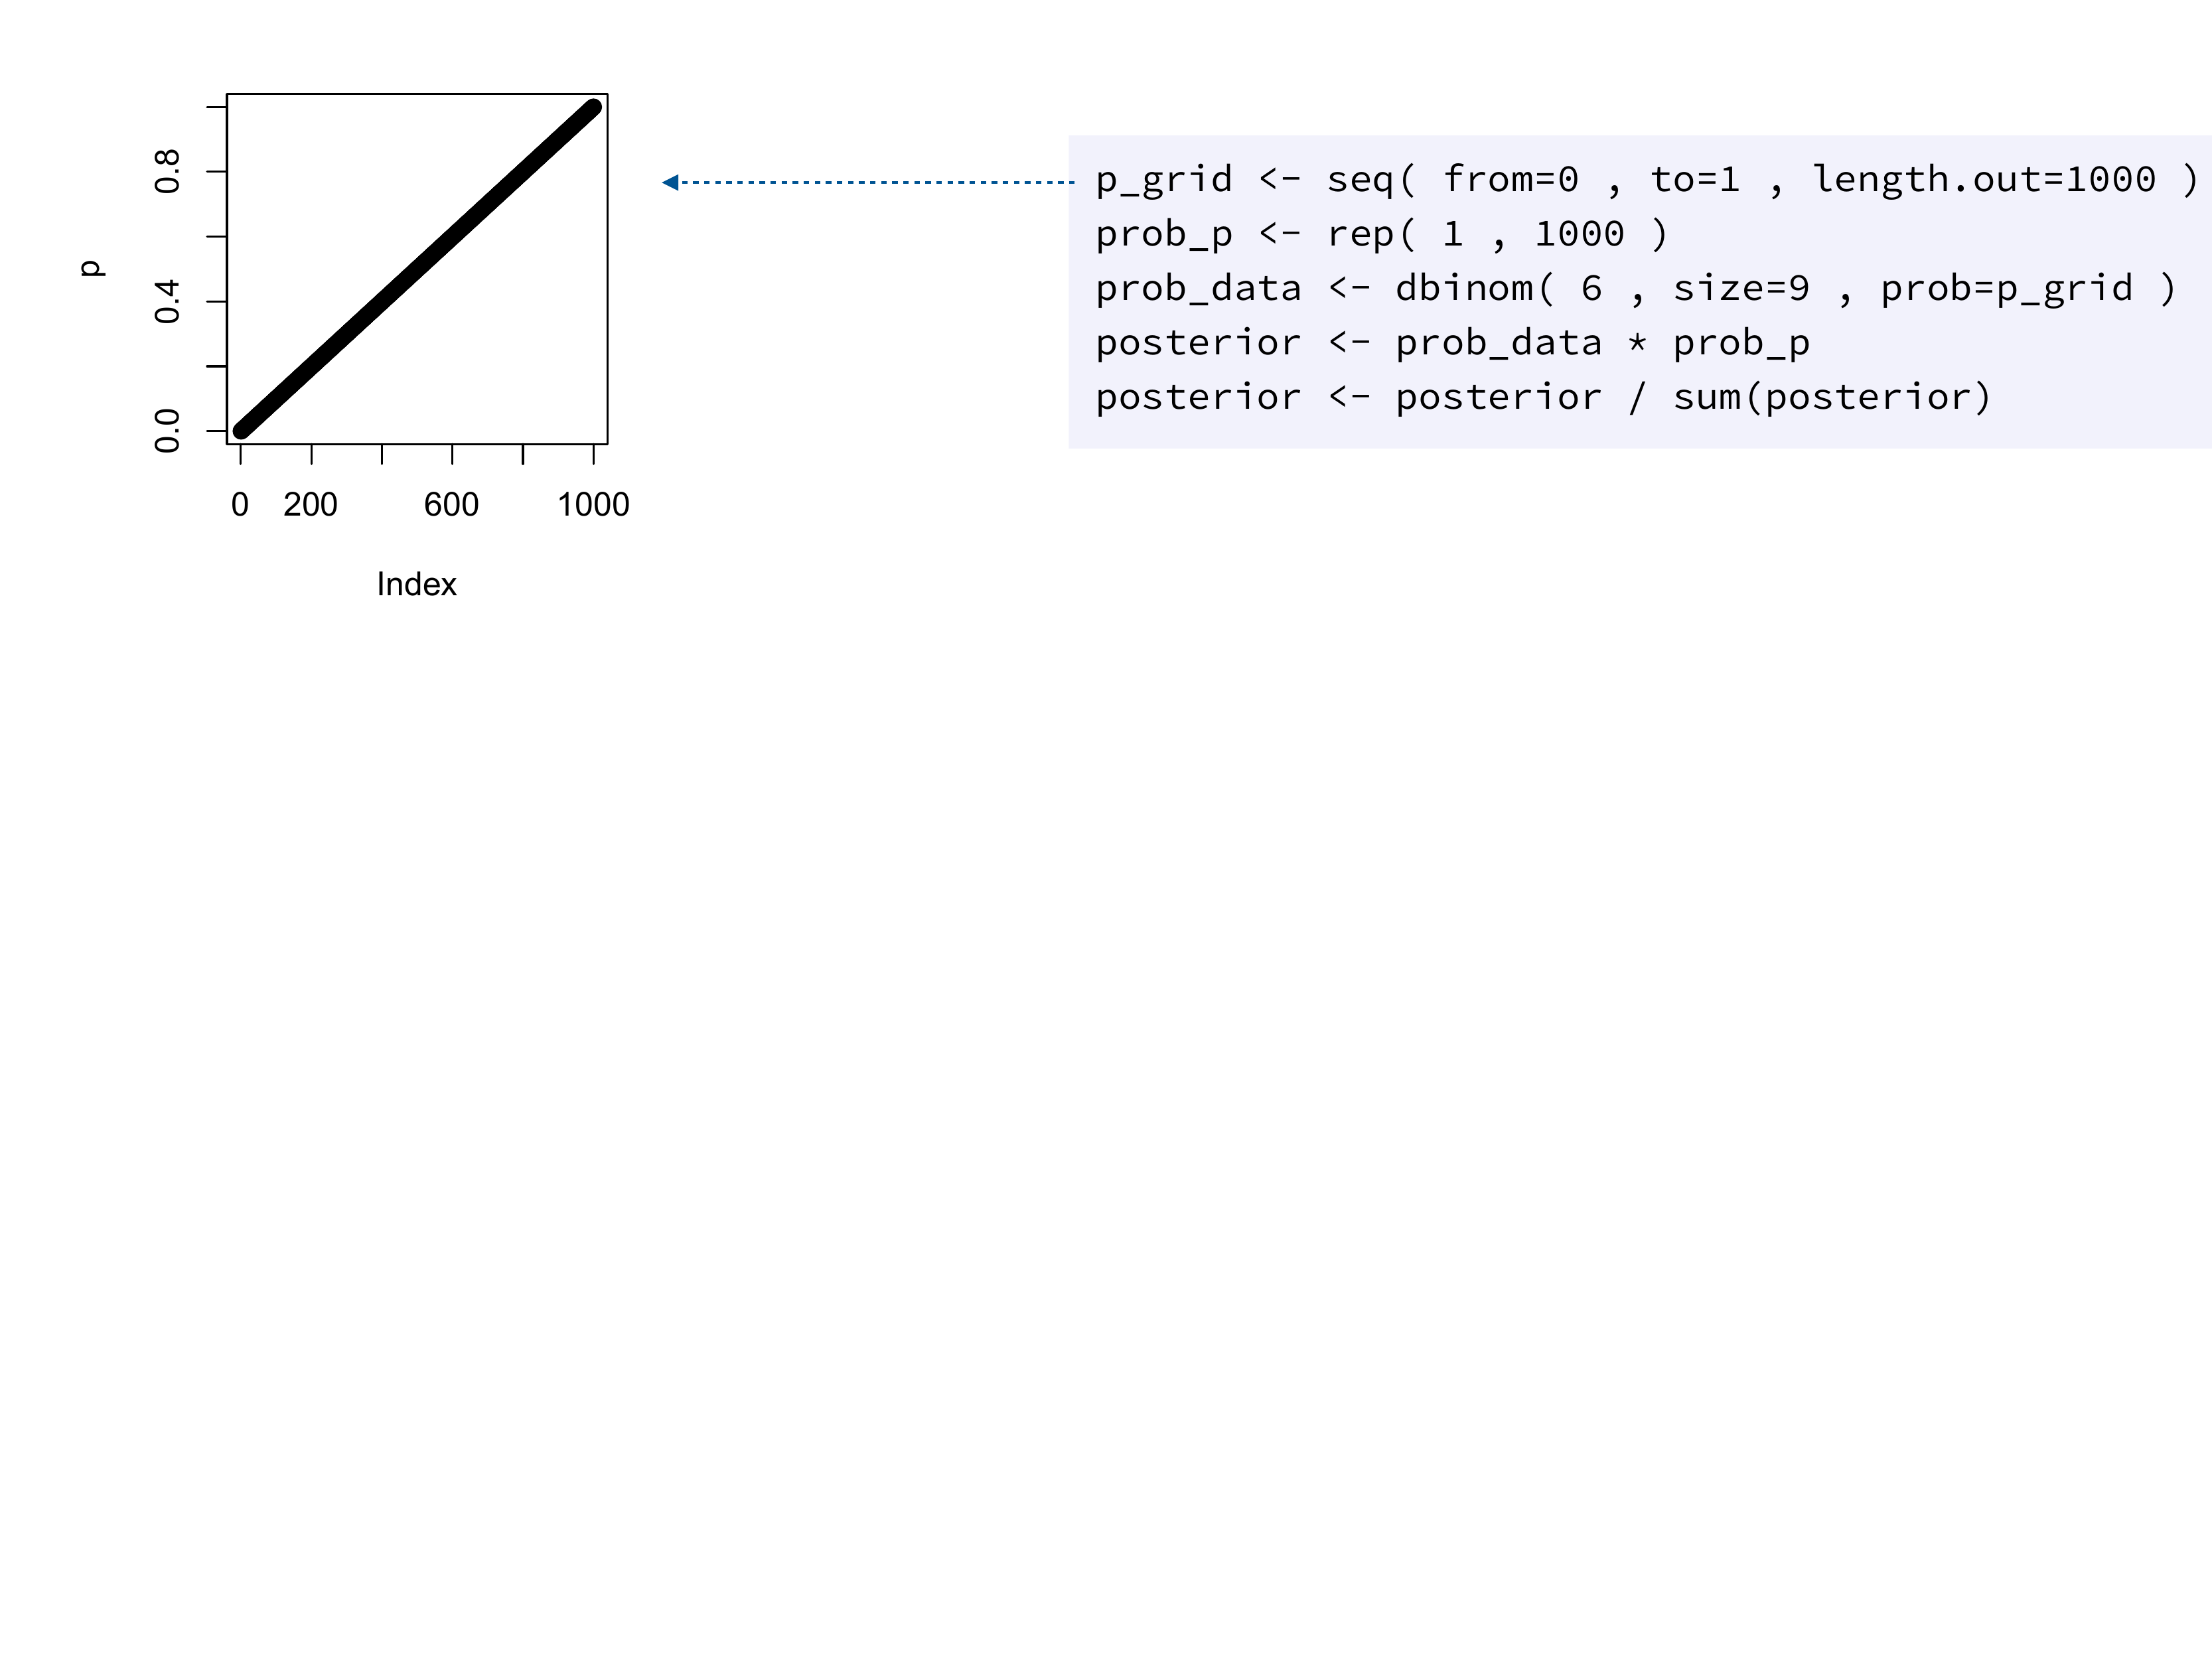 0.8
0.4
0.0
p
0 200 600 1000
Index
p_grid <- seq( from=0 , to=1 , length.out=1000 )
prob_p <- rep( 1 , 1000 )
prob_data <- dbinom( 6 , size=9 , prob=p_grid )
posterior <- prob_data * prob_p
posterior <- posterior / sum(posterior)